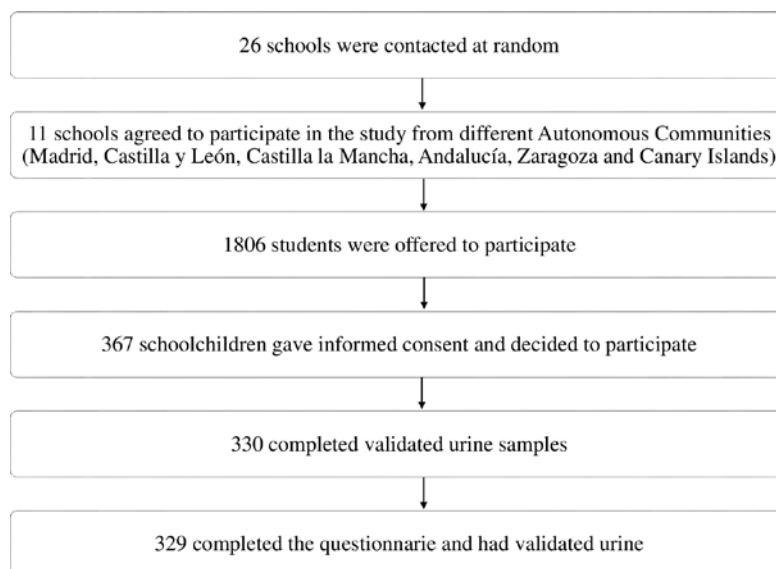 26 schools were contacted at random
11 schools agreed to participate in the study from different Autonomous Communities
(Madrid, Castilla y León, Castilla la Mancha, Andalucía, Zaragoza and Canary Islands)
1806 students were offered to participate
367 schoolchildren gave informed consent and decided to participate
330 completed validated urine samples
329 completed the questionnarie and had validated urine